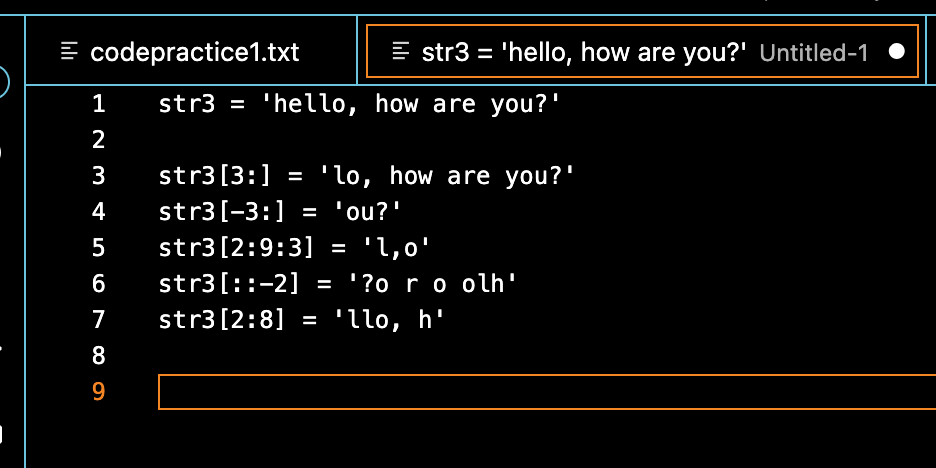 codepractice1.txt
str3 = 'hello, how are you?' Untitled-1
1 str3 = 'hello, how are you?'
2
3 str3[3:] = 'lo, how are you?'
4 str3[-3:] = 'ou?'
5 str3[2:9:3] = 'l,o'
6 str3[::-2] = '?o r o olh'
7 str3[2:8] = 'llo, h'
8
9